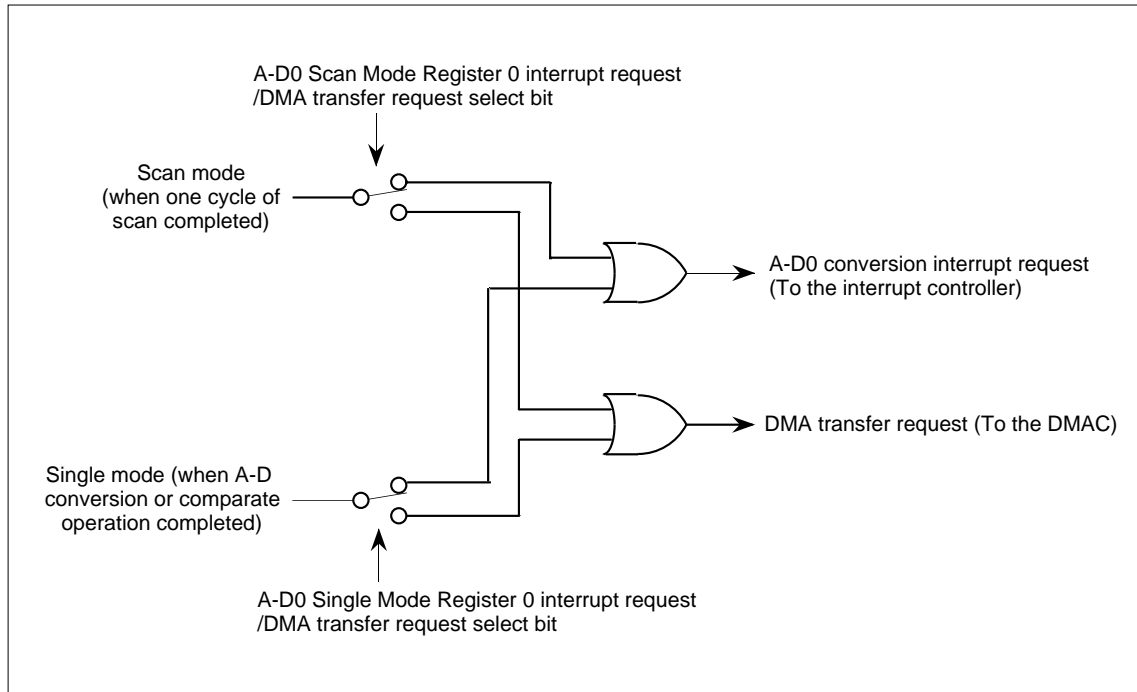 A-D0 Scan Mode Register 0 interrupt request
/DMA transfer request select bit
Scan mode
(when one cycle of
scan completed)
A-D0 conversion interrupt request
(To the interrupt controller)
DMA transfer request (To the DMAC)
Single mode (when A-D
conversion or comparate
operation completed)
A-D0 Single Mode Register 0 interrupt request
/DMA transfer request select bit